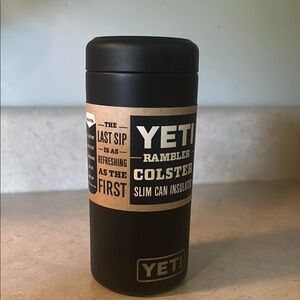 THE
LAST SIP
IS AS
REFRESHING
AS THE
FIRST
YETI
RAMBLER
COLSTER
SLIM CAN INSULATOR
YETI